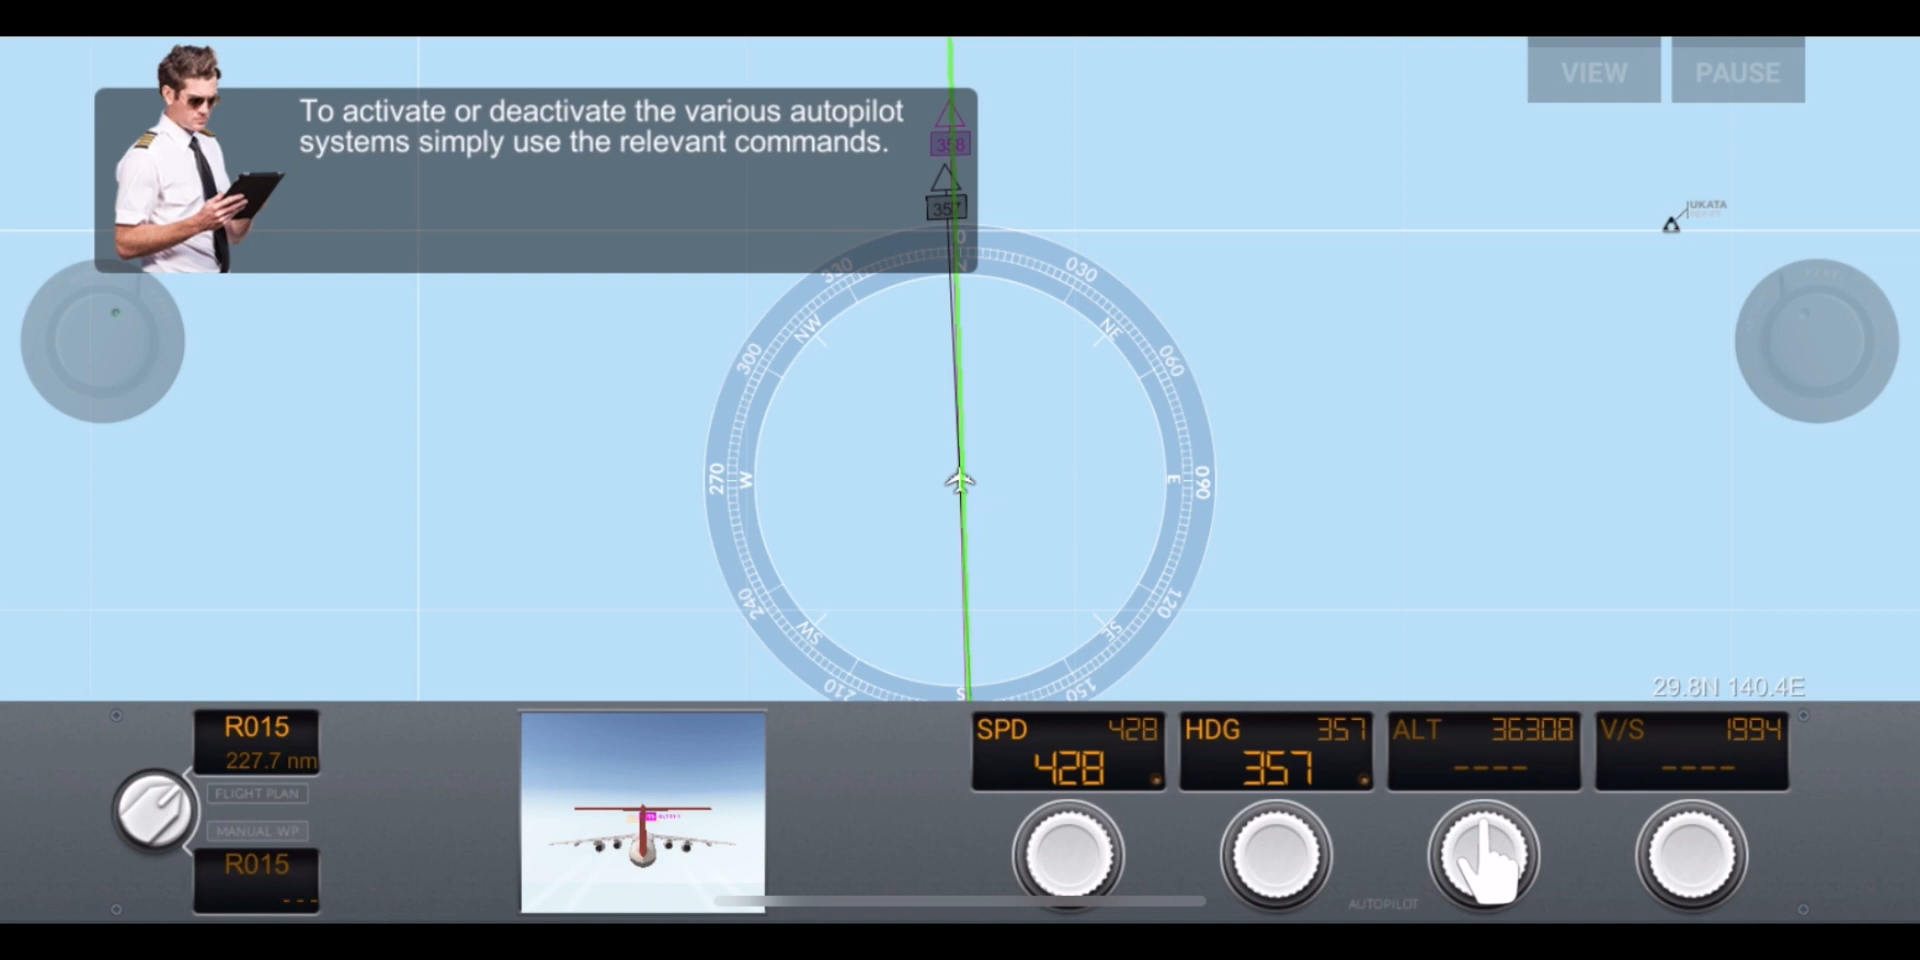 To activate or deactivate the various autopilot
systems simply use the relevant commands.
VIEW
PAUSE
358
357
UKATA
0
N
330
030
NW
NE
300
060
270
W
E
090
240
120
SW
SE
210
S
150
29.8N 140.4E
R015
227.7 nm
FLIGHT PLAN
MANUAL WP
R015
---
SPD 428
428
HDG 357
357
ALT 36308
----
V/S 1994
----
AUTOPILOT